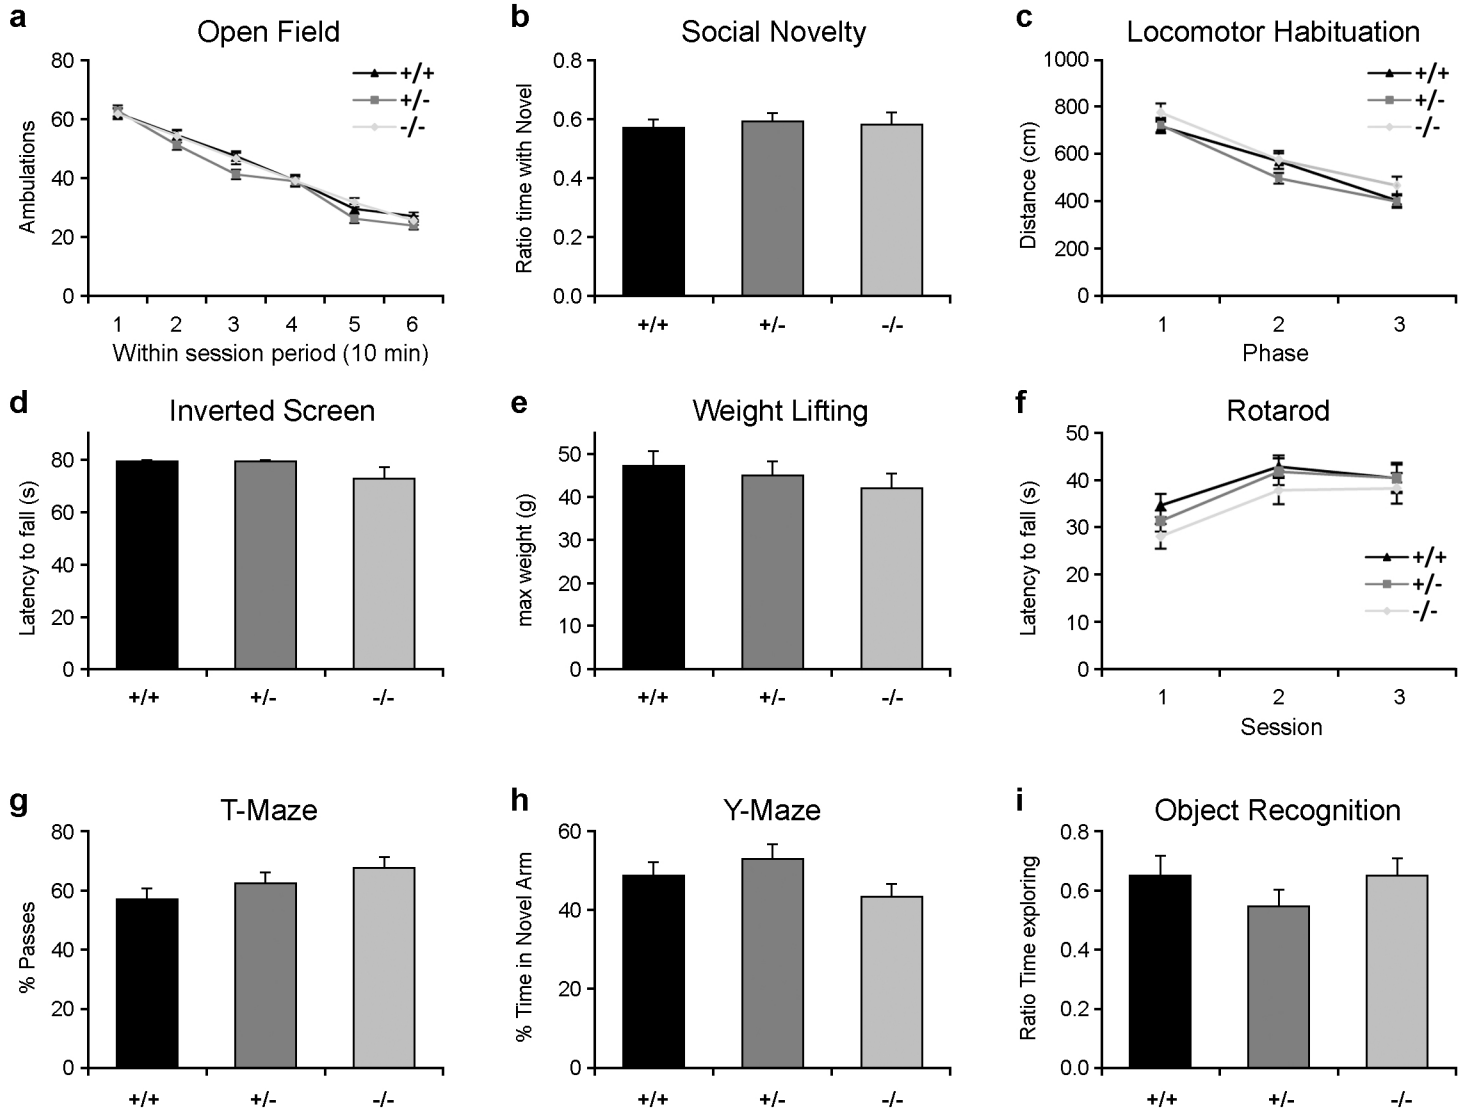 a
Open Field
80
60
40
20
0
Ambulations
+/+
+/-
-/-
1 2 3 4 5 6
Within session period (10 min)
b
Social Novelty
0.8
0.6
0.4
0.2
0.0
Ratio time with Novel
+/+ +/- -/-
c
Locomotor Habituation
1000
800
600
400
200
0
Distance (cm)
+/+
+/-
-/-
1 2 3
Phase
d
Inverted Screen
80
60
40
20
0
Latency to fall (s)
+/+ +/- -/-
e
Weight Lifting
50
40
30
20
10
0
max weight (g)
+/+ +/- -/-
f
Rotarod
50
40
30
20
10
0
Latency to fall (s)
+/+
+/-
-/-
1 2 3
Session
g
T-Maze
80
60
40
20
0
% Passes
+/+ +/- -/-
h
Y-Maze
60
40
20
0
% Time in Novel Arm
+/+ +/- -/-
i
Object Recognition
0.8
0.6
0.4
0.2
0.0
Ratio Time exploring
+/+ +/- -/-